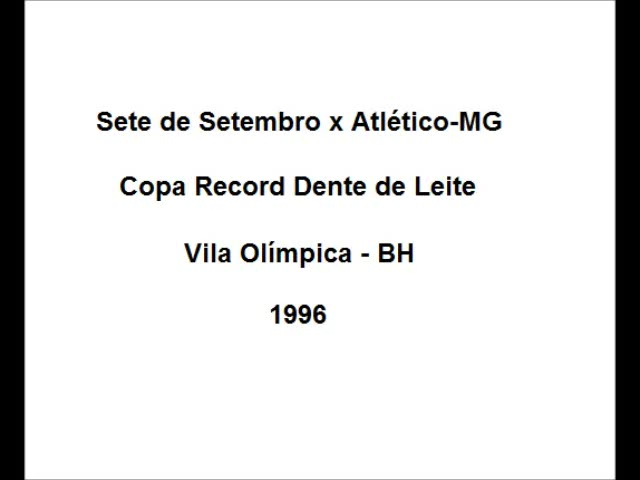 Sete de Setembro x Atlético-MG
Copa Record Dente de Leite
Vila Olímpica - BH
1996